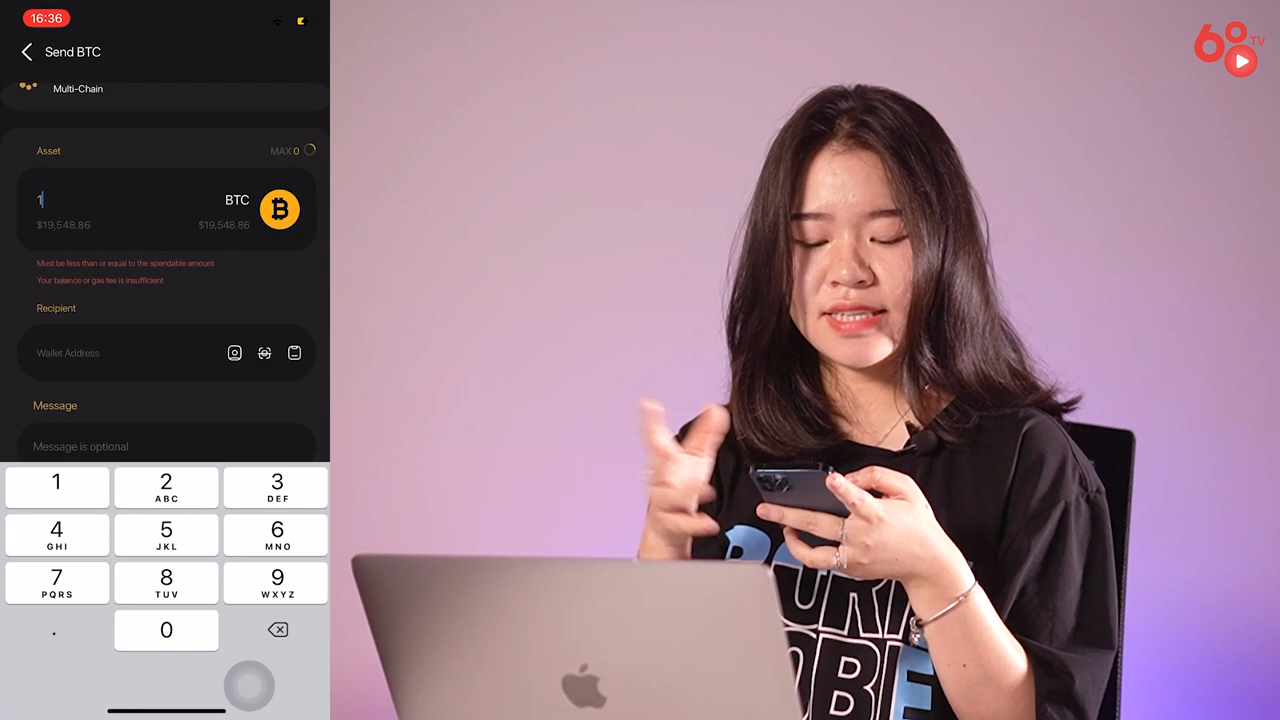 16:36
Send BTC
Multi-Chain
Asset
MAX 0
1
BTC
$19,548.86
$19,548.86
Must be less than or equal to the spendable amount
Your balance or gas fee is insufficient
Recipient
Wallet Address
Message
Message is optional
1
2
ABC
3
DEF
4
GHI
5
JKL
6
MNO
7
PQRS
8
TUV
9
WXYZ
.
0
TV